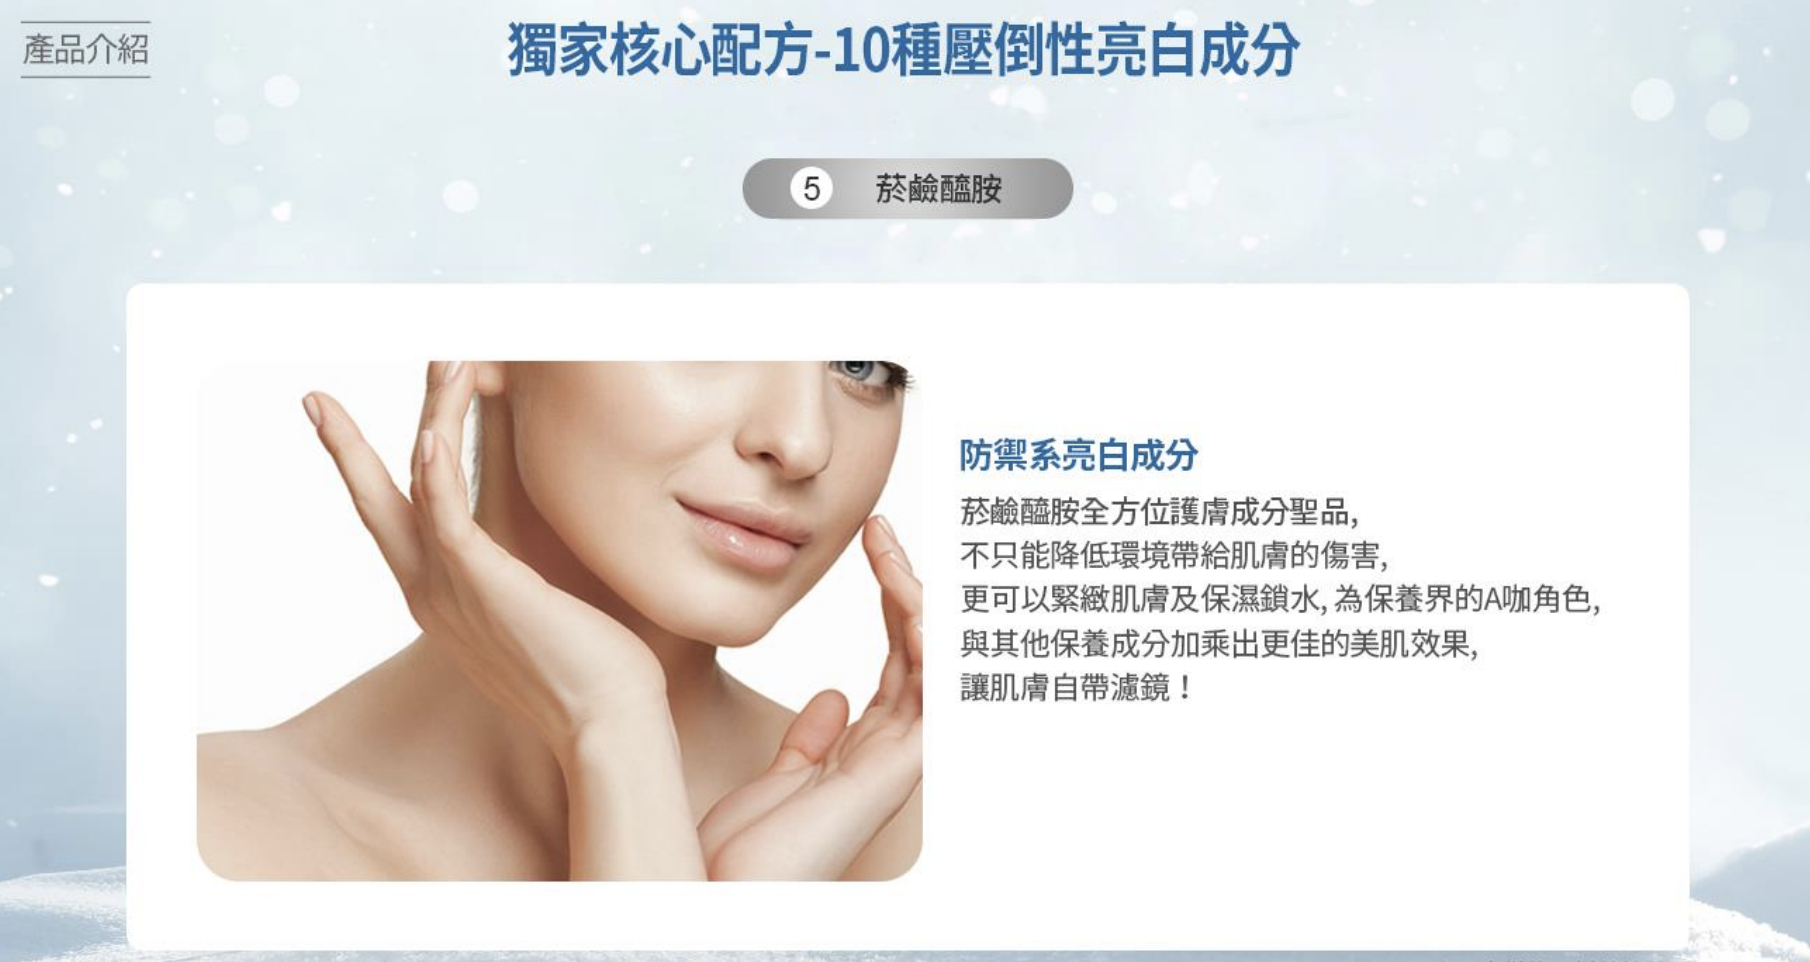 產品介紹
獨家核心配方-10種壓倒性亮白成分
5 菸鹼醯胺
防禦系亮白成分
菸鹼醯胺全方位護膚成分聖品,
不只能降低環境帶給肌膚的傷害,
更可以緊緻肌膚及保濕鎖水, 為保養界的A咖角色,
與其他保養成分加乘出更佳的美肌效果,
讓肌膚自帶濾鏡！